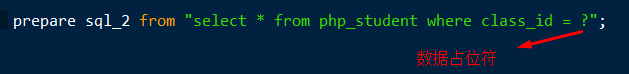 prepare sql_2 from "select * from php_student where class_id = ?";
数据占位符